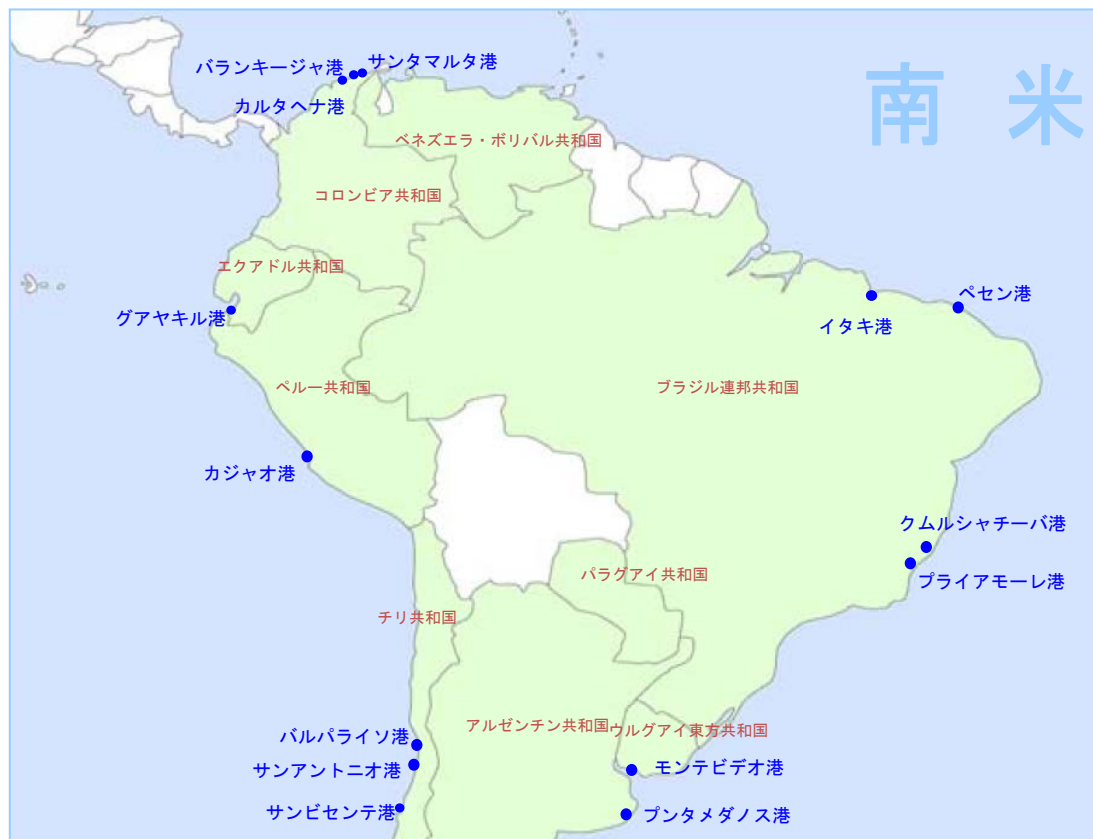 南 米
サンタマルタ港
バランキージャ港
カルタヘナ港
ベネズエラ・ボリバル共和国
コロンビア共和国
エクアドル共和国
グアヤキル港
ペセン港
イタキ港
ペルー共和国
ブラジル連邦共和国
カジャオ港
クムルシャチーバ港
プライアモーレ港
パラグアイ共和国
チリ共和国
アルゼンチン共和国
ウルグアイ東方共和国
バルパライソ港
サンアントニオ港
モンテビデオ港
サンビセンテ港
プンタメダノス港